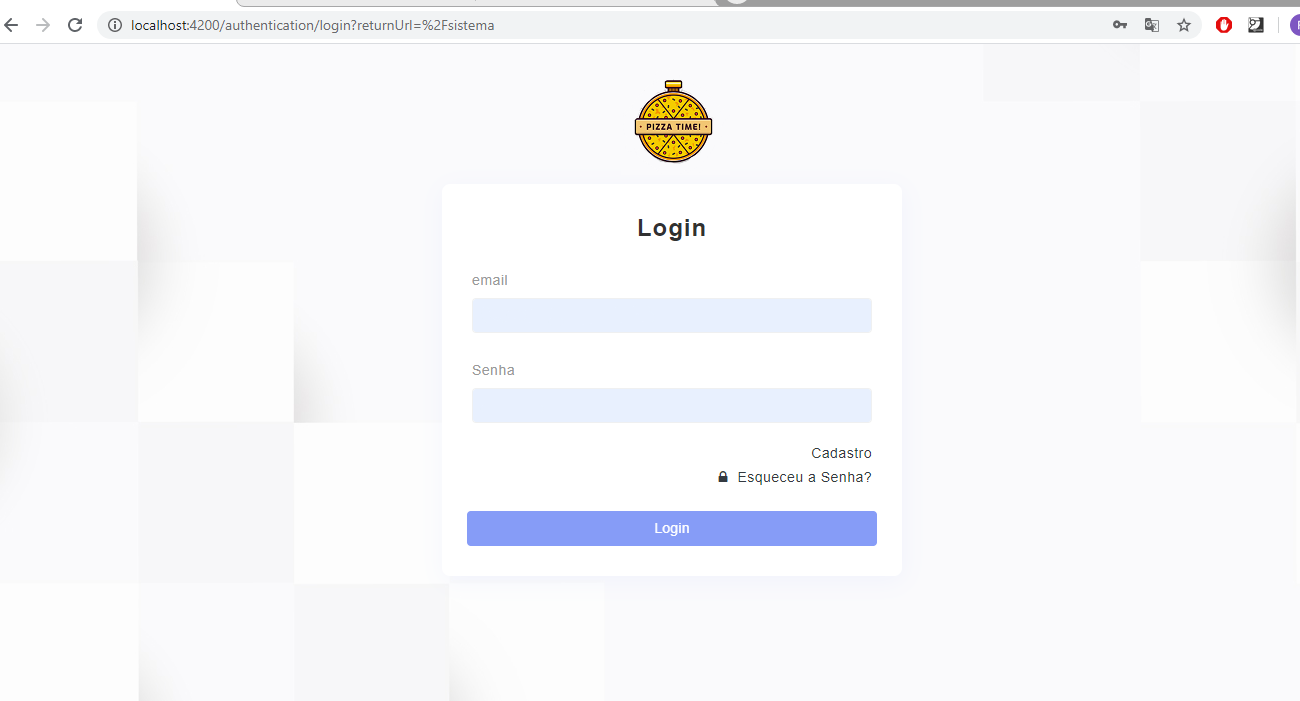 localhost:4200/authentication/login?returnUrl=%2Fsistema
• PIZZA TIME! •
Login
email
Senha
Cadastro
Esqueceu a Senha?
Login